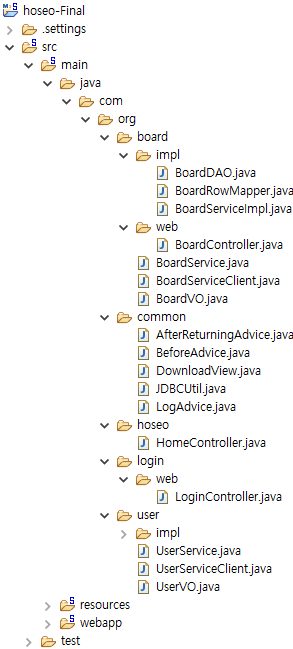 hoseo-Final
.settings
src
main
java
com
org
board
impl
BoardDAO.java
BoardRowMapper.java
BoardServiceImpl.java
web
BoardController.java
BoardService.java
BoardServiceClient.java
BoardVO.java
common
AfterReturningAdvice.java
BeforeAdvice.java
DownloadView.java
JDBCUtil.java
LogAdvice.java
hoseo
HomeController.java
login
web
LoginController.java
user
impl
UserService.java
UserServiceClient.java
UserVO.java
resources
webapp
test